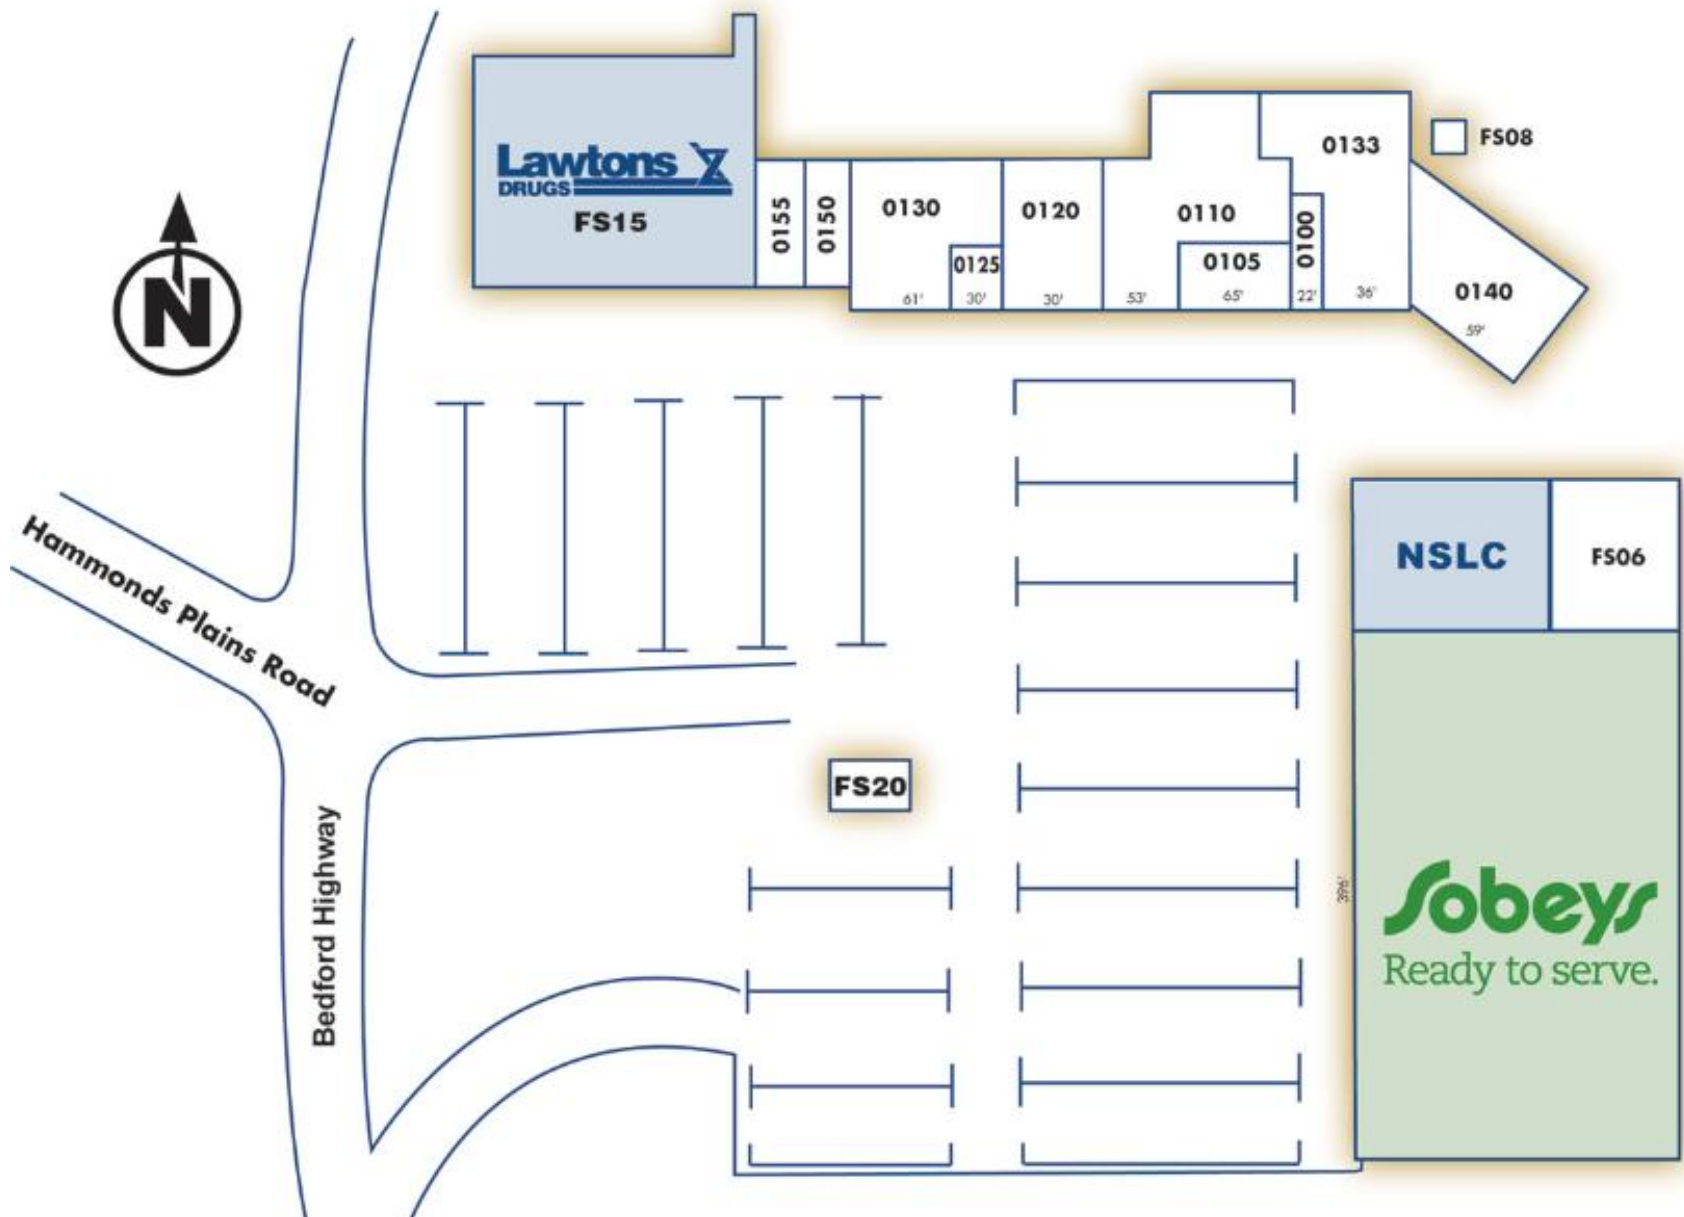 Lawtons
DRUGS
FS15
0155
0150
0130
61'
0125
30'
0120
30'
0110
53'
0105
65'
0100
22'
0133
36'
FS08
0140
59'
N
Hammonds Plains Road
Bedford Highway
FS20
NSLC
FS06
396'
Sobeys
Ready to serve.